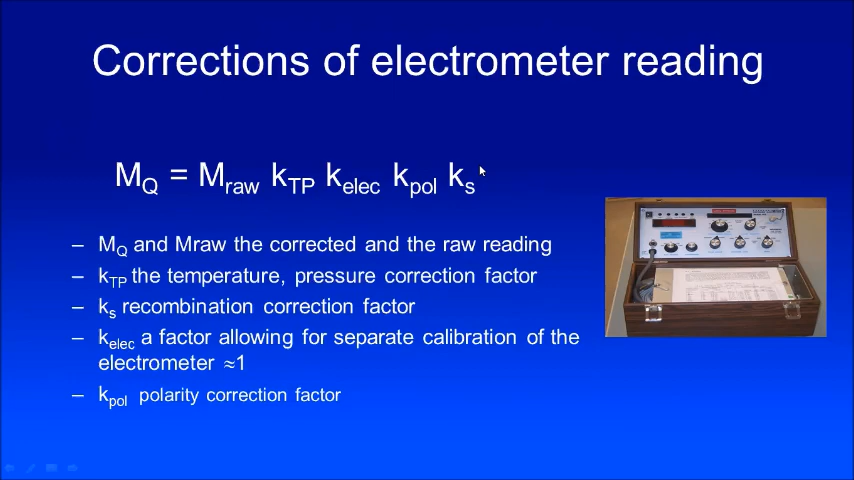 Corrections of electrometer reading
M_Q = M_raw k_TP k_elec k_pol k_s
– M_Q and Mraw the corrected and the raw reading
– k_TP the temperature, pressure correction factor
– k_s recombination correction factor
– k_elec a factor allowing for separate calibration of the
electrometer ≈1
– k_pol polarity correction factor